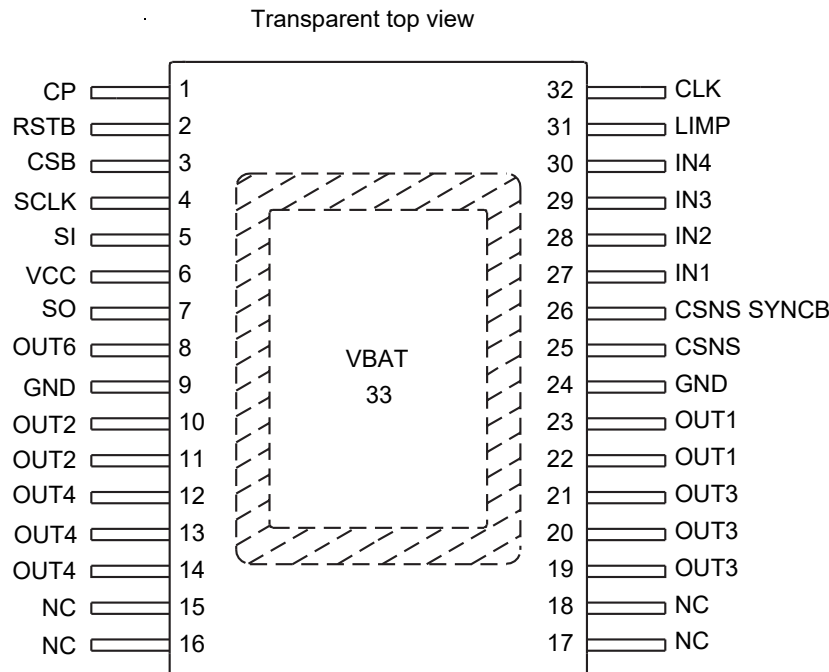 Transparent top view
CP 1 32 CLK
RSTB 2 31 LIMP
CSB 3 30 IN4
SCLK 4 29 IN3
SI 5 28 IN2
VCC 6 27 IN1
SO 7 26 CSNS SYNCB
OUT6 8 25 CSNS
VBAT
33
GND 9 24 GND
OUT2 10 23 OUT1
OUT2 11 22 OUT1
OUT4 12 21 OUT3
OUT4 13 20 OUT3
OUT4 14 19 OUT3
NC 15 18 NC
NC 16 17 NC